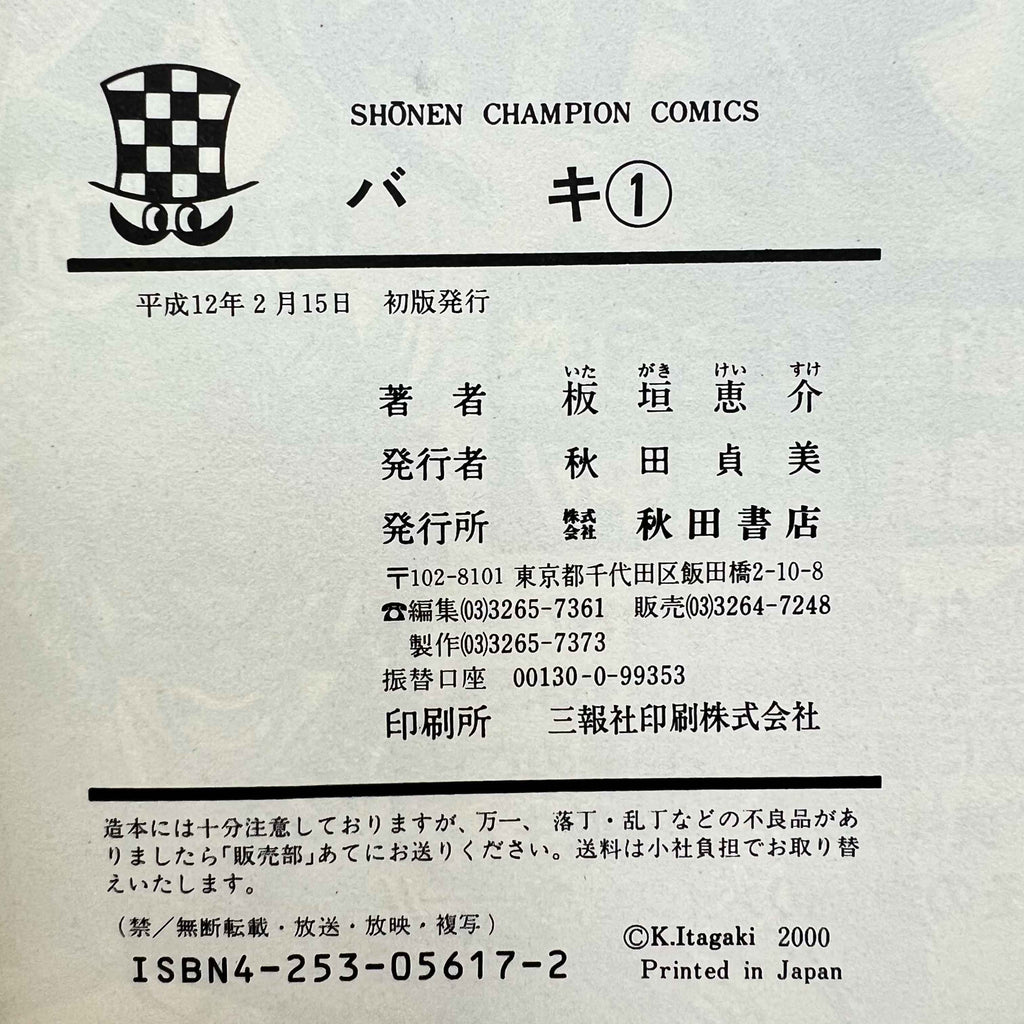 SHŌNEN CHAMPION COMICS
バキ①
平成12年2月15日 初版発行
いた がき けい すけ
著者 板垣恵介
発行者 秋田貞美
発行所 株式会社 秋田書店
〒102-8101 東京都千代田区飯田橋2-10-8
☎編集(03)3265-7361 販売(03)3264-7248
製作(03)3265-7373
振替口座 00130-0-99353
印刷所 三報社印刷株式会社
造本には十分注意しておりますが、万一、落丁・乱丁などの不良品があ
りましたら「販売部」あてにお送りください。送料は小社負担でお取り替
えいたします。
(禁/無断転載・放送・放映・複写)
ISBN4-253-05617-2
©K.Itagaki 2000
Printed in Japan